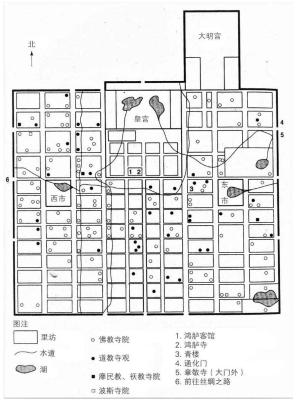 大明宫
北
皇宫
1 2
4
5
6
西市
东
市
图注
里坊
水道
湖
佛教寺院
道教寺观
摩尼教、祆教寺院
波斯寺院
1. 鸿胪客馆
2. 鸿胪寺
3. 青楼
4. 通化门
5. 章敬寺（大门外）
6. 前往丝绸之路